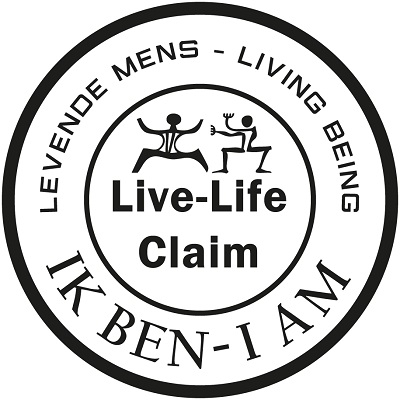 LEVENDE MENS - LIVING BEING
Live-Life
Claim
IK BEN-I AM